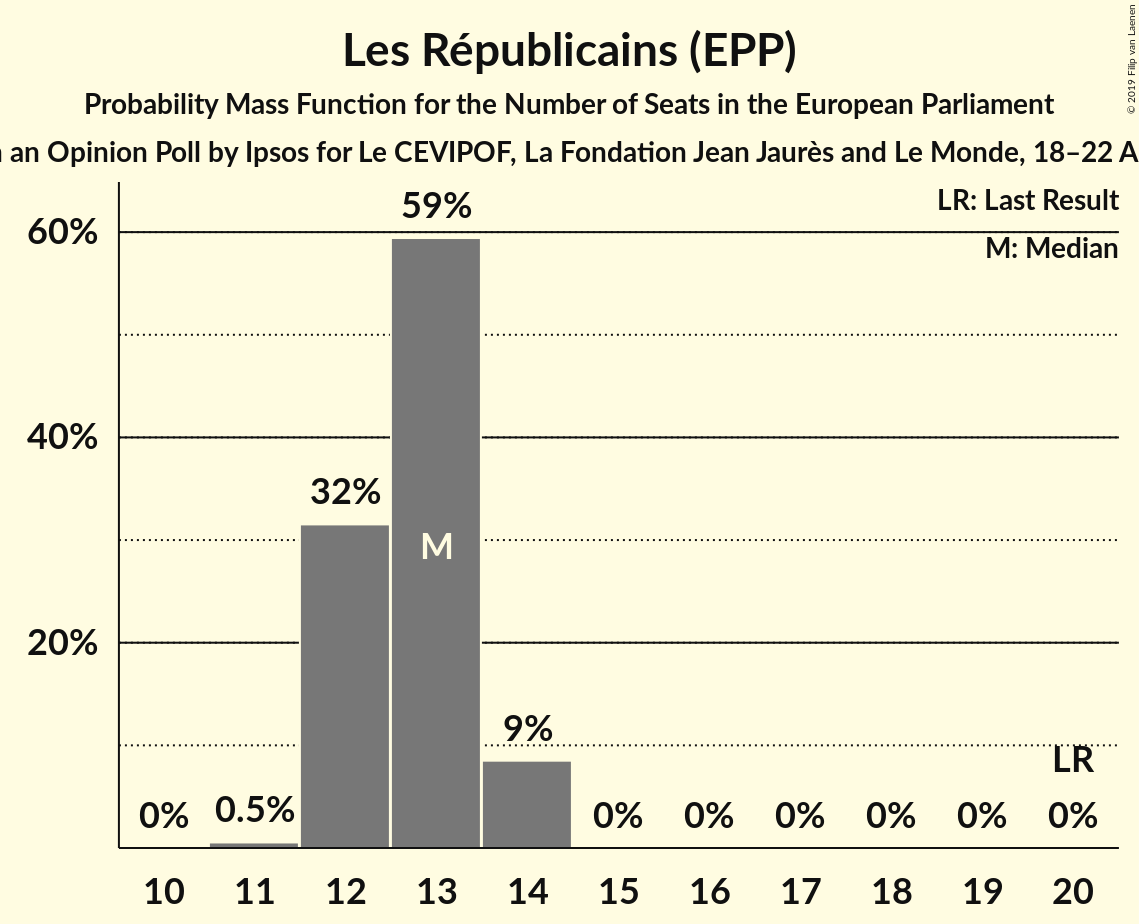 Les Républicains (EPP)
Probability Mass Function for the Number of Seats in the European Parliament
an Opinion Poll by Ipsos for Le CEVIPOF, La Fondation Jean Jaurès and Le Monde, 18–22 A
© 2019 Filip van Laenen
LR: Last Result
M: Median
59%
60%
40%
32%
M
20%
9%
LR
0% 0.5% 0% 0% 0% 0% 0% 0%
10 11 12 13 14 15 16 17 18 19 20